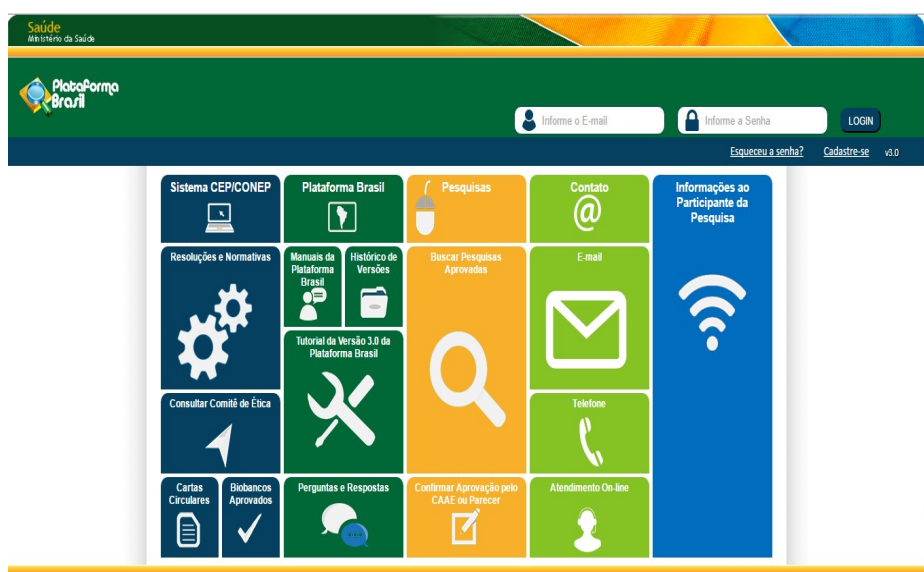 Saúde
Ministério da Saúde
Plataforma
Brasil
Informe o E-mail
Informe a Senha
LOGIN
Esqueceu a senha?
Cadastre-se
v3.0
Sistema CEP/CONEP
Plataforma Brasil
Pesquisas
Contato
@
Informações ao
Participante da
Pesquisa
Resoluções e Normativas
Manuais da
Plataforma
Brasil
Histórico de
Versões
Buscar Pesquisas
Aprovadas
E-mail
Tutorial da Versão 3.0 da
Plataforma Brasil
Consultar Comitê de Ética
Telefone
Cartas
Circulares
Biobancos
Aprovados
Perguntas e Respostas
Confirmar Aprovação pelo
CAAE ou Parecer
Atendimento On-line